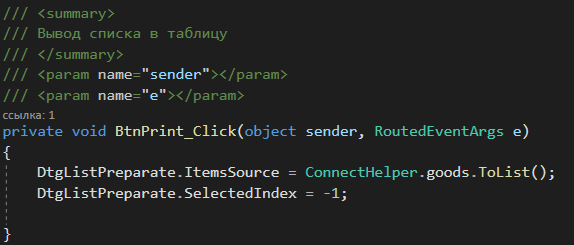 /// <summary>
/// Вывод списка в таблицу
/// </summary>
/// <param name="sender"></param>
/// <param name="e"></param>
ссылка: 1
private void BtnPrint_Click(object sender, RoutedEventArgs e)
{
DtgListPreparate.ItemsSource = ConnectHelper.goods.ToList();
DtgListPreparate.SelectedIndex = -1;
}